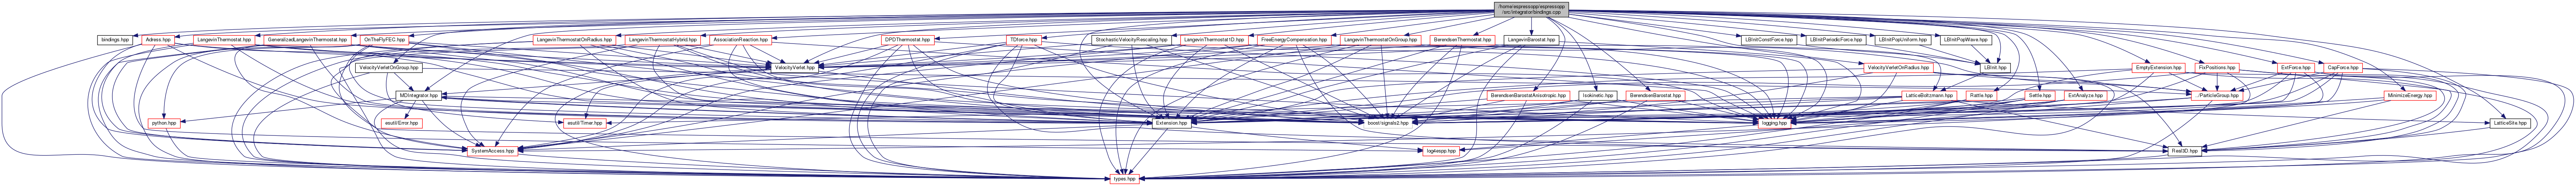 /home/espressopp/espressopp
/src/integrator/bindings.cpp
bindings.hpp
Adress.hpp
LangevinThermostat.hpp
GeneralizedLangevinThermostat.hpp
OnTheFlyFEC.hpp
LangevinThermostatOnRadius.hpp
LangevinThermostatHybrid.hpp
AssociationReaction.hpp
DPDThermostat.hpp
TDforce.hpp
StochasticVelocityRescaling.hpp
LangevinThermostat1D.hpp
FreeEnergyCompensation.hpp
LangevinThermostatOnGroup.hpp
BerendsenThermostat.hpp
LangevinBarostat.hpp
LBInitConstForce.hpp
LBInitPeriodicForce.hpp
LBInitPopUniform.hpp
LBInitPopWave.hpp
VelocityVerletOnGroup.hpp
VelocityVerlet.hpp
VelocityVerletOnRadius.hpp
LBInit.hpp
EmptyExtension.hpp
FixPositions.hpp
ExtForce.hpp
CapForce.hpp
MDIntegrator.hpp
BerendsenBarostatAnisotropic.hpp
Isokinetic.hpp
BerendsenBarostat.hpp
LatticeBoltzmann.hpp
Rattle.hpp
Settle.hpp
ExtAnalyze.hpp
../ParticleGroup.hpp
MinimizeEnergy.hpp
python.hpp
esutil/Error.hpp
esutil/Timer.hpp
Extension.hpp
boost/signals2.hpp
logging.hpp
LatticeSite.hpp
SystemAccess.hpp
log4espp.hpp
Real3D.hpp
types.hpp